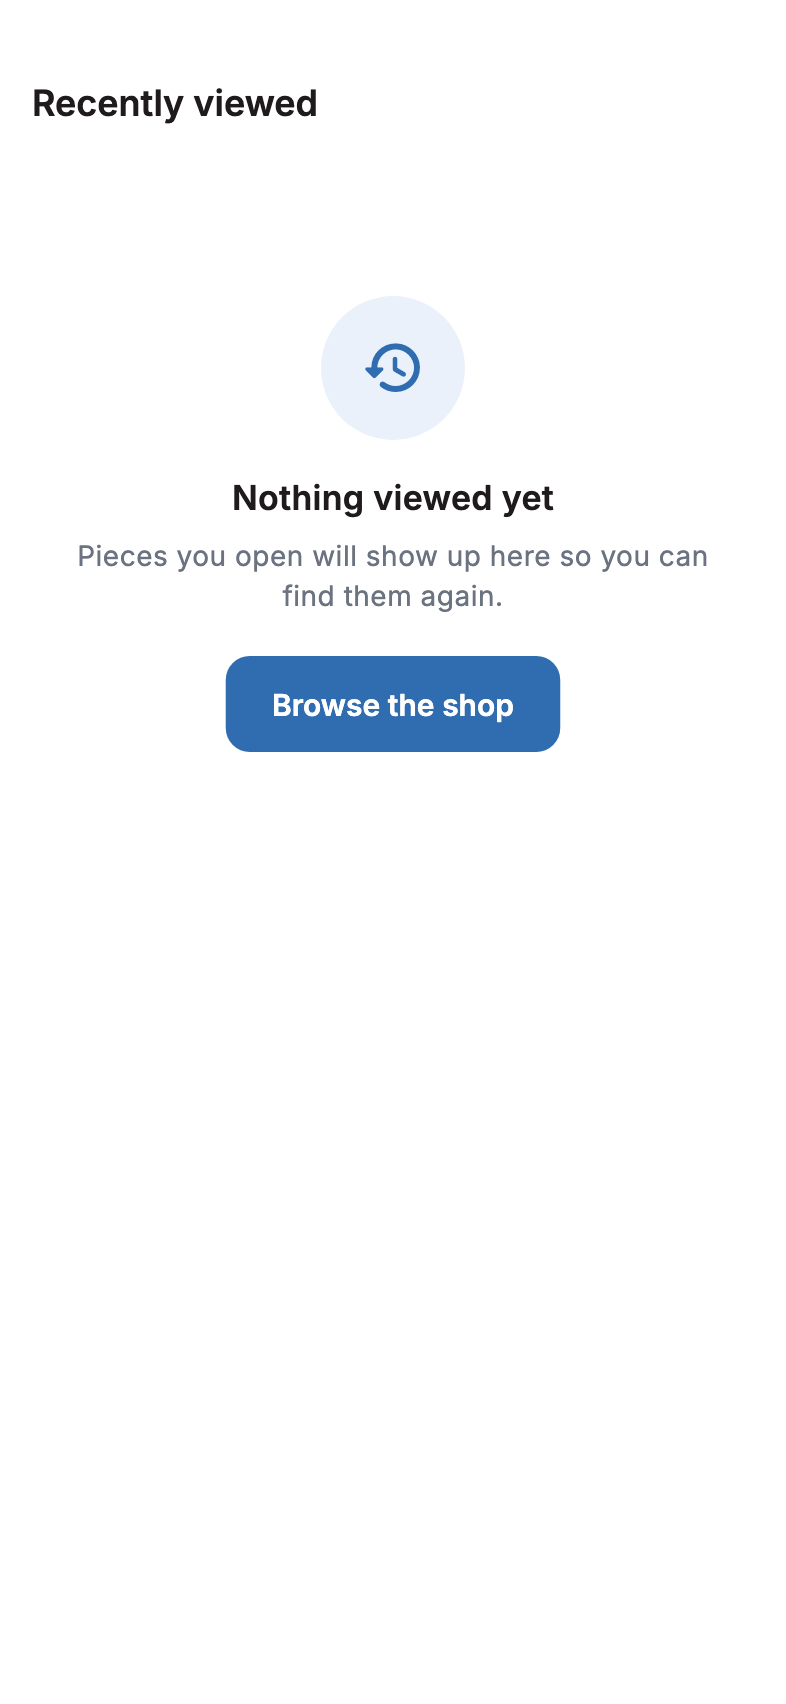 Recently viewed
Nothing viewed yet
Pieces you open will show up here so you can
find them again.
Browse the shop